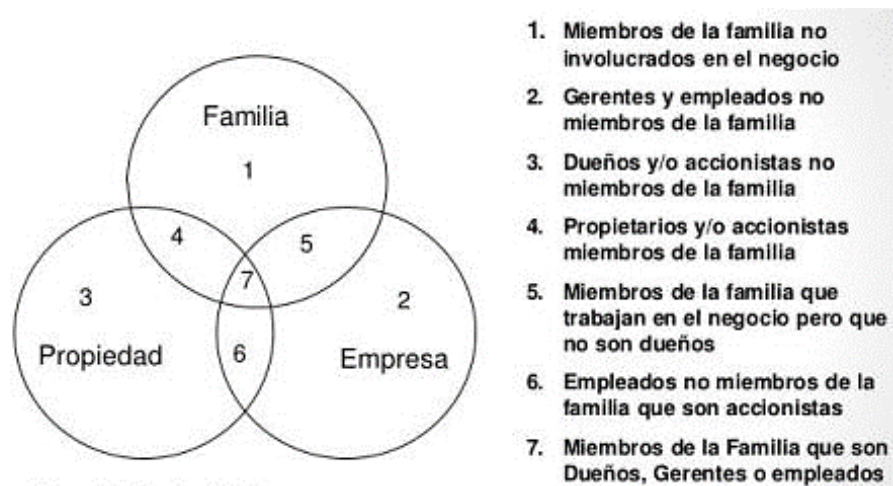 Familia
1
4
5
7
3
2
Propiedad
6
Empresa
1. Miembros de la familia no
involucrados en el negocio
2. Gerentes y empleados no
miembros de la familia
3. Dueños y/o accionistas no
miembros de la familia
4. Propietarios y/o accionistas
miembros de la familia
5. Miembros de la familia que
trabajan en el negocio pero que
no son dueños
6. Empleados no miembros de la
familia que son accionistas
7. Miembros de la Familia que son
Dueños, Gerentes o empleados